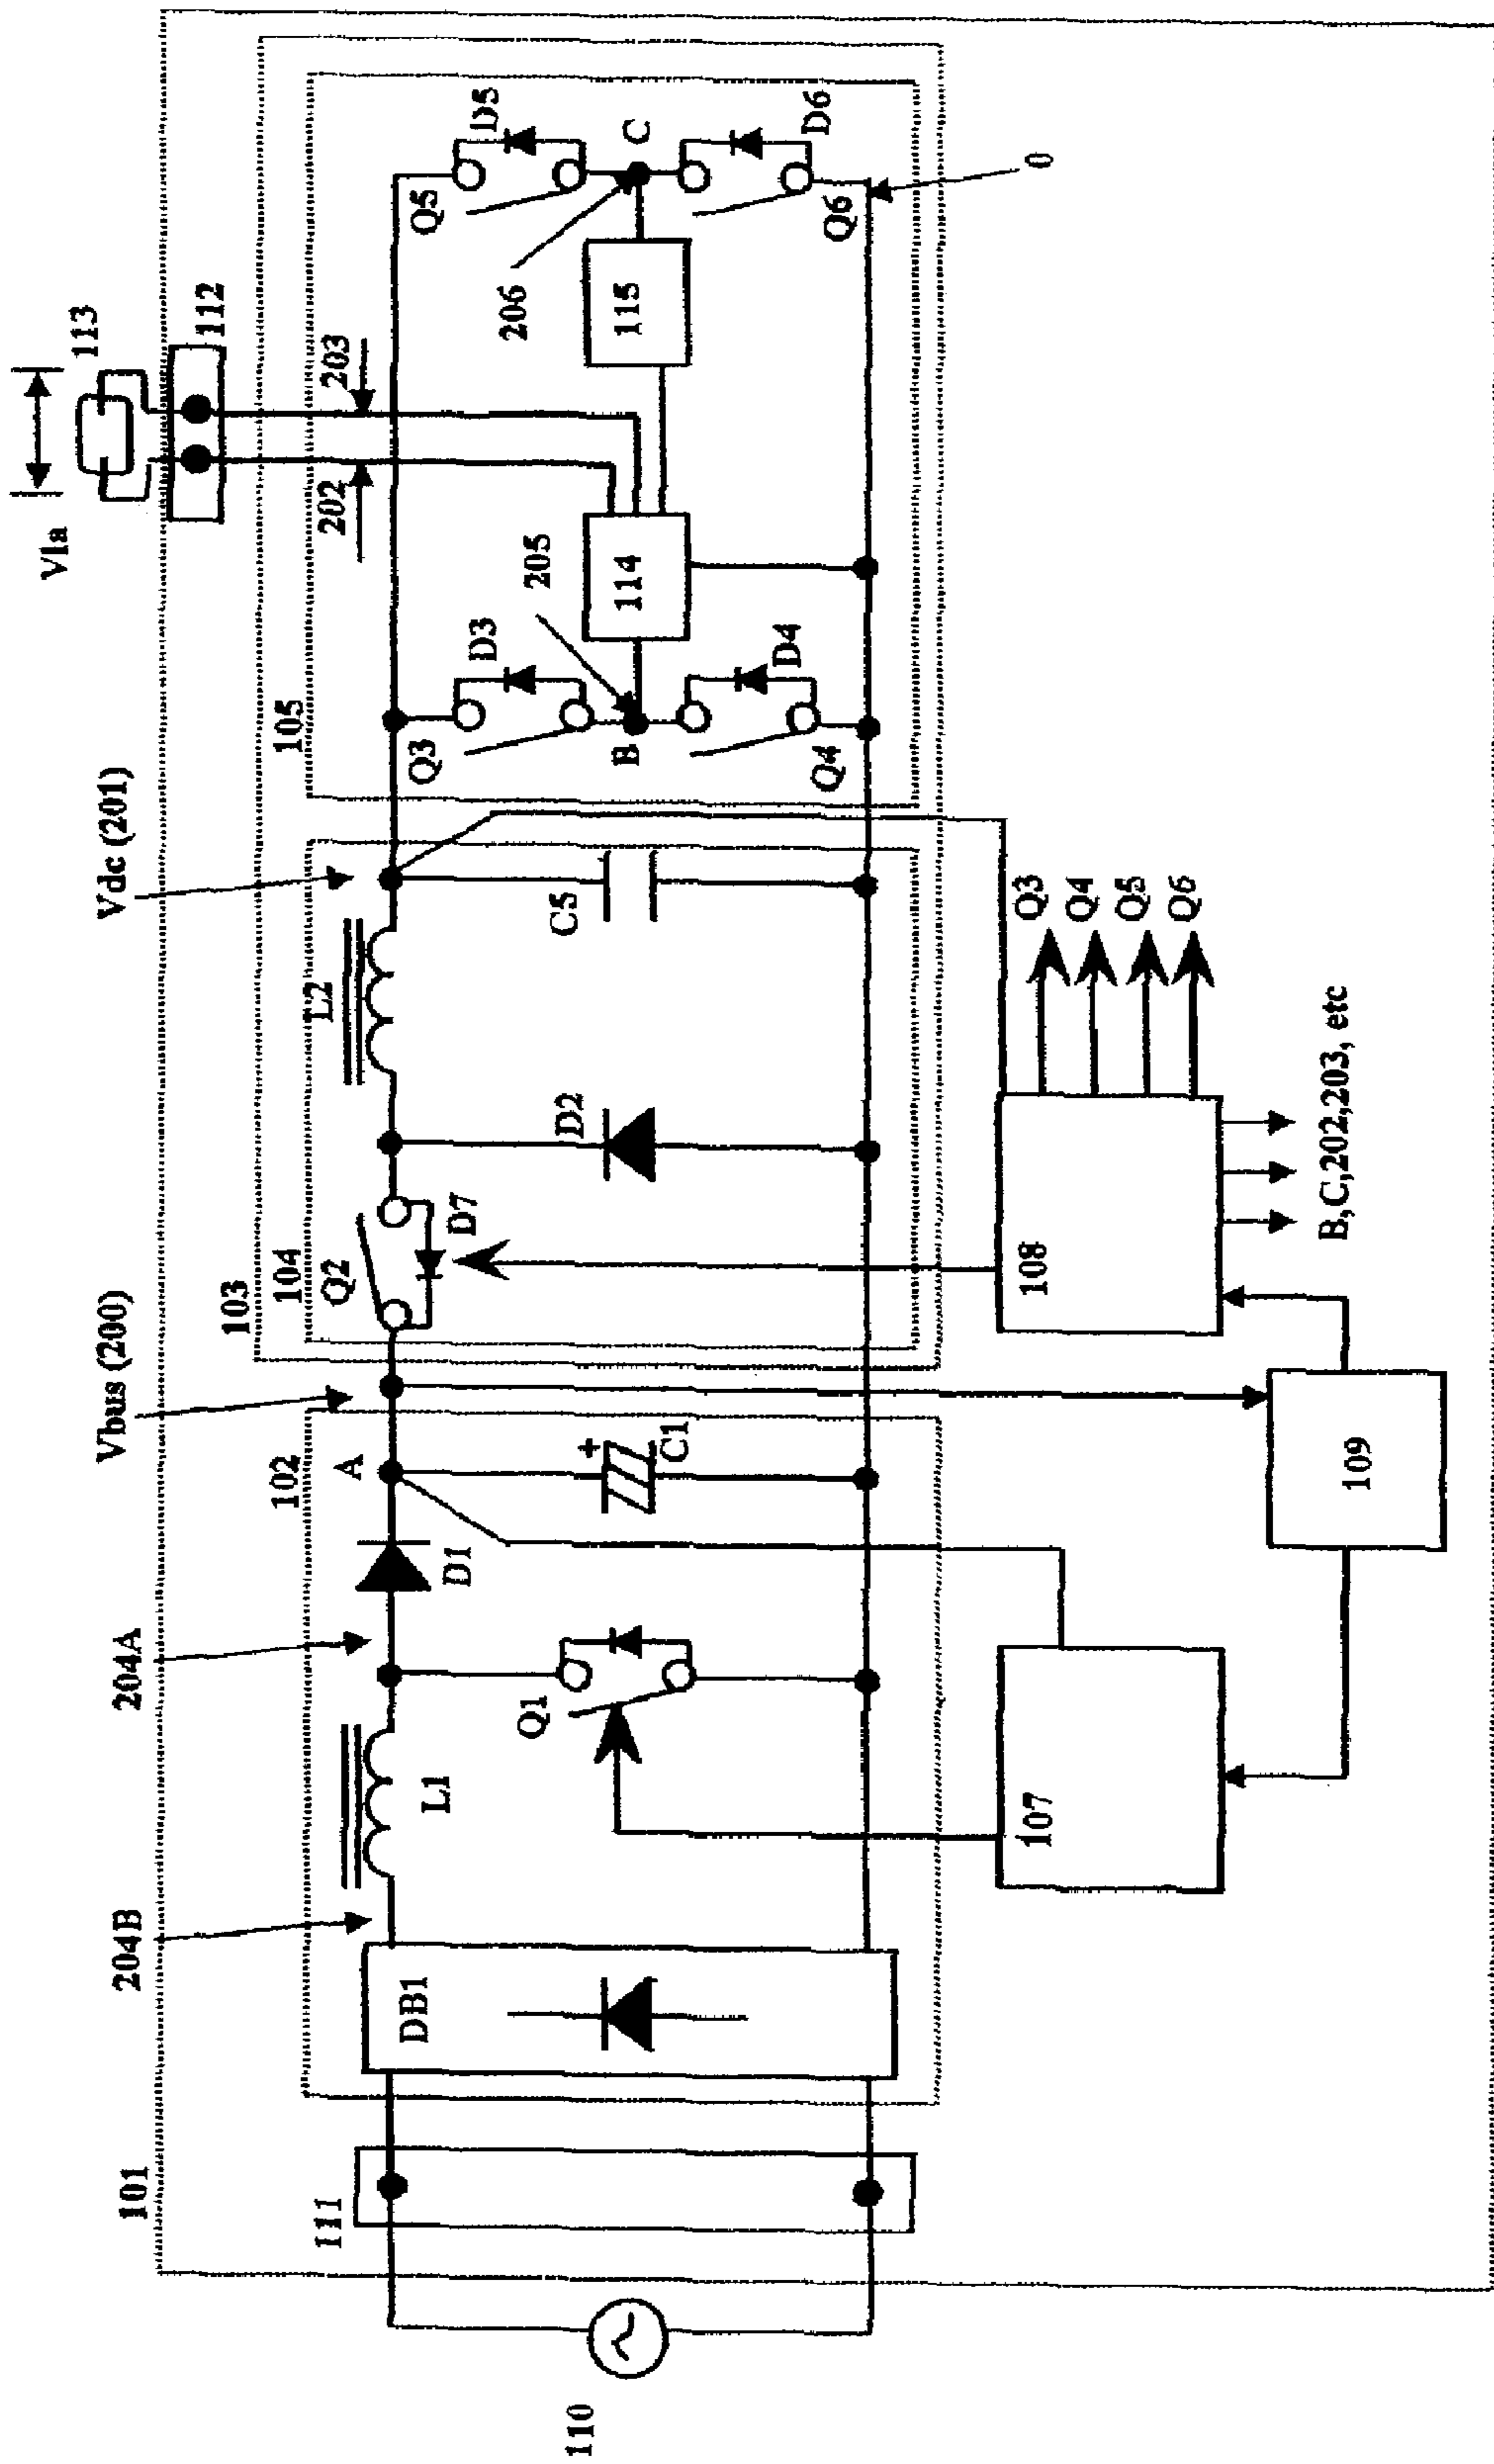 Vla
113
112
101
204B
204A
Vbus (200)
Vdc (201)
202
203
111
102
A
103
104
105
Q2
L2
D7
DB1
L1
D1
Q1
+
C1
D2
C5
Q3
D3
B
205
Q4
D4
114
115
206
Q5
D5
C
Q6
D6
0
110
107
109
108
Q3
Q4
Q5
Q6
B,C,202,203, etc